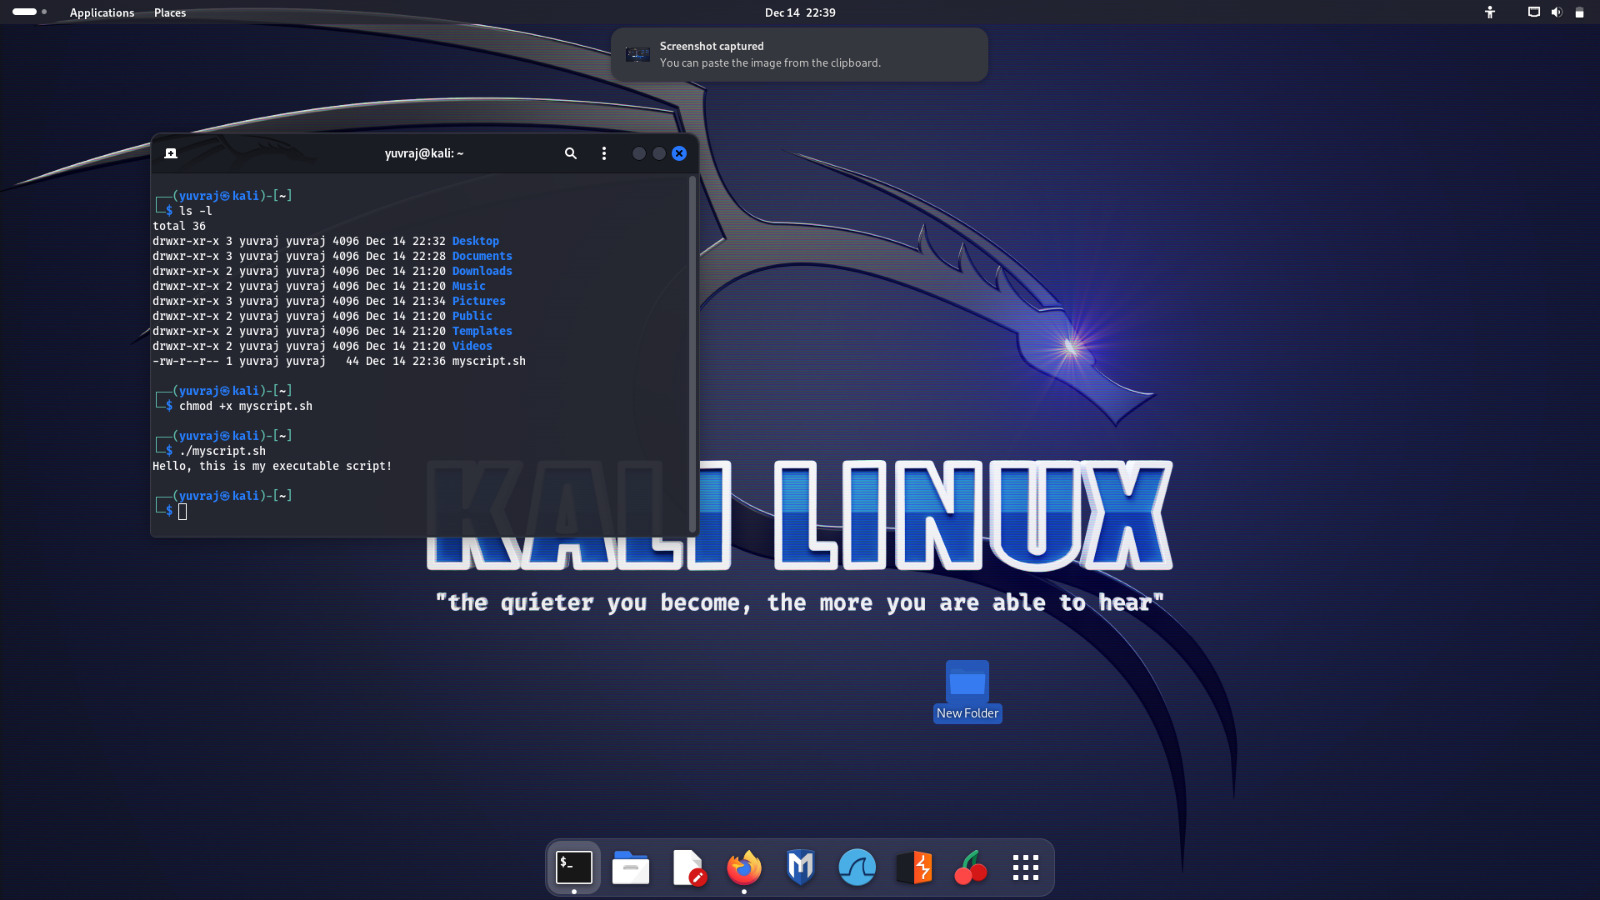 Applications Places Dec 14 22:39
Screenshot captured
You can paste the image from the clipboard.
yuvraj@kali: ~
┌──(yuvraj㉿kali)-[~]
└─$ ls -l
total 36
drwxr-xr-x 3 yuvraj yuvraj 4096 Dec 14 22:32 Desktop
drwxr-xr-x 3 yuvraj yuvraj 4096 Dec 14 22:28 Documents
drwxr-xr-x 2 yuvraj yuvraj 4096 Dec 14 21:20 Downloads
drwxr-xr-x 2 yuvraj yuvraj 4096 Dec 14 21:20 Music
drwxr-xr-x 3 yuvraj yuvraj 4096 Dec 14 21:34 Pictures
drwxr-xr-x 2 yuvraj yuvraj 4096 Dec 14 21:20 Public
drwxr-xr-x 2 yuvraj yuvraj 4096 Dec 14 21:20 Templates
drwxr-xr-x 2 yuvraj yuvraj 4096 Dec 14 21:20 Videos
-rw-r--r-- 1 yuvraj yuvraj   44 Dec 14 22:36 myscript.sh
┌──(yuvraj㉿kali)-[~]
└─$ chmod +x myscript.sh
┌──(yuvraj㉿kali)-[~]
└─$ ./myscript.sh
Hello, this is my executable script!
┌──(yuvraj㉿kali)-[~]
└─$
KALI LINUX
"the quieter you become, the more you are able to hear"
New Folder
$_